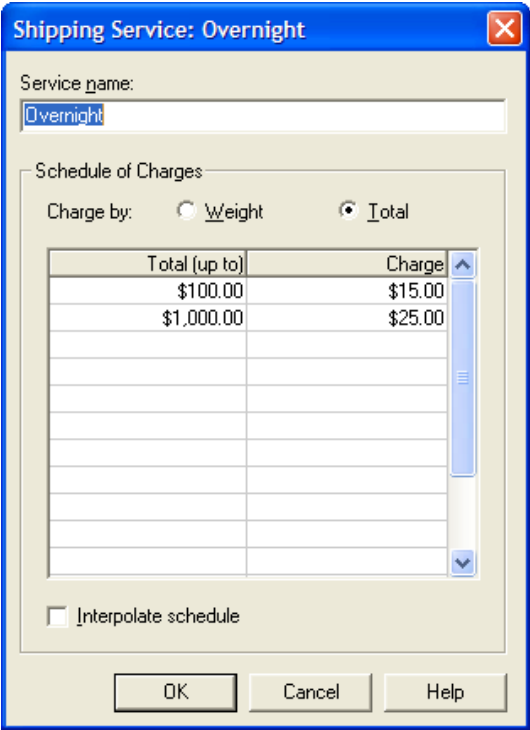 Shipping Service: Overnight
Service name:
Overnight
Schedule of Charges
Charge by: Weight Total
Total (up to) Charge
$100.00 $15.00
$1,000.00 $25.00
Interpolate schedule
OK Cancel Help